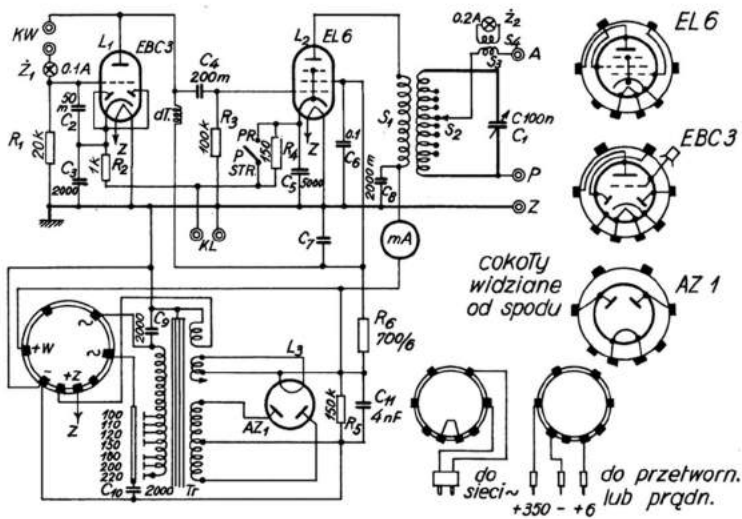 KW
Ż1 0.1A
L1
EBC3
50 m
C2
C3
2000
R1
20k
1k
R2
Z
C4
200m
dT.
R3
100k
L2
EL6
PR.
P
STR.
150
R4
Z
C5
5000
0.1
C6
KL
C7
S1
2000m
C8
mA
0.2A
Ż2
S4
S3
S2
C100n
C1
A
P
Z
EL6
EBC3
AZ1
cokoły
widziane
od spodu
+W
-
+Z
~
~
Z
2000
C9
100
110
120
150
180
200
220
C10
2000
Tr
L3
AZ1
150k
R5
R6
700/6
C11
4nF
do
sieci~
+350 - +6
do przetworn.
lub prądn.